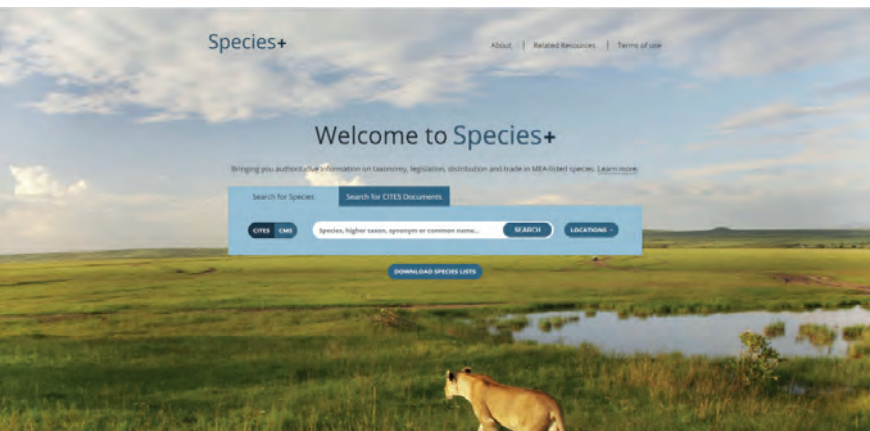 Species+
About | Related Resources | Terms of use
Welcome to Species+
Bringing you authoritative information on taxonomy, legislation, distribution and trade in MEA-listed species. Learn more.
Search for Species Search for CITES Documents
CITES CMS Species, higher taxon, synonym or common name... SEARCH LOCATIONS
DOWNLOAD SPECIES LISTS